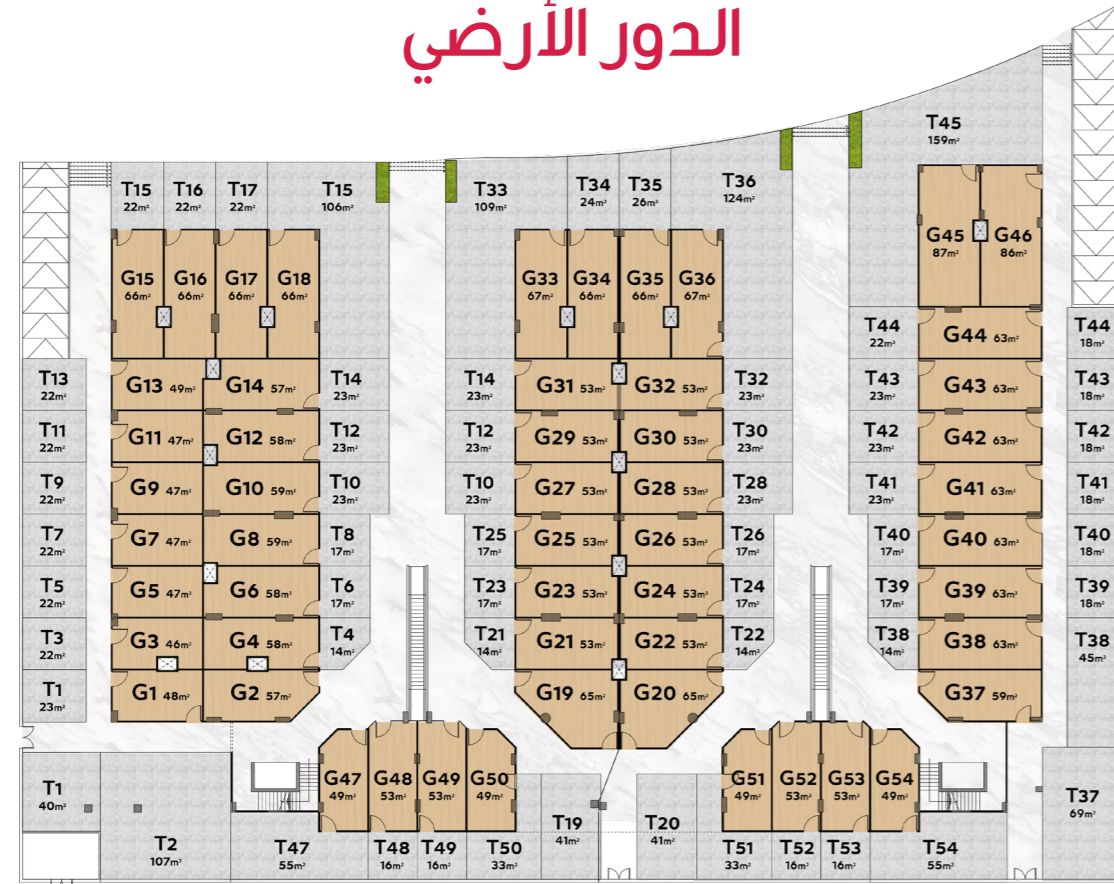 الدور الأرضي
T45
159m²
T15
22m²
T16
22m²
T17
22m²
T15
106m²
T33
109m²
T34
24m²
T35
26m²
T36
124m²
G15
66m²
G16
66m²
G17
66m²
G18
66m²
G33
67m²
G34
66m²
G35
66m²
G36
67m²
G45
87m²
G46
86m²
T44
22m²
G44 63m²
T44
18m²
T13
22m²
G13 49m²
G14 57m²
T14
23m²
T14
23m²
G31 53m²
G32 53m²
T32
23m²
T43
23m²
G43 63m²
T43
18m²
T11
22m²
G11 47m²
G12 58m²
T12
23m²
T12
23m²
G29 53m²
G30 53m²
T30
23m²
T42
23m²
G42 63m²
T42
18m²
T9
22m²
G9 47m²
G10 59m²
T10
23m²
T10
23m²
G27 53m²
G28 53m²
T28
23m²
T41
23m²
G41 63m²
T41
18m²
T7
22m²
G7 47m²
G8 59m²
T8
17m²
T25
17m²
G25 53m²
G26 53m²
T26
17m²
T40
17m²
G40 63m²
T40
18m²
T5
22m²
G5 47m²
G6 58m²
T6
17m²
T23
17m²
G23 53m²
G24 53m²
T24
17m²
T39
17m²
G39 63m²
T39
18m²
T3
22m²
G3 46m²
G4 58m²
T4
14m²
T21
14m²
G21 53m²
G22 53m²
T22
14m²
T38
14m²
G38 63m²
T38
45m²
T1
23m²
G1 48m²
G2 57m²
G19 65m²
G20 65m²
G37 59m²
T1
40m²
G47
49m²
G48
53m²
G49
53m²
G50
49m²
G51
49m²
G52
53m²
G53
53m²
G54
49m²
T37
69m²
T2
107m²
T47
55m²
T48
16m²
T49
16m²
T50
33m²
T19
41m²
T20
41m²
T51
33m²
T52
16m²
T53
16m²
T54
55m²